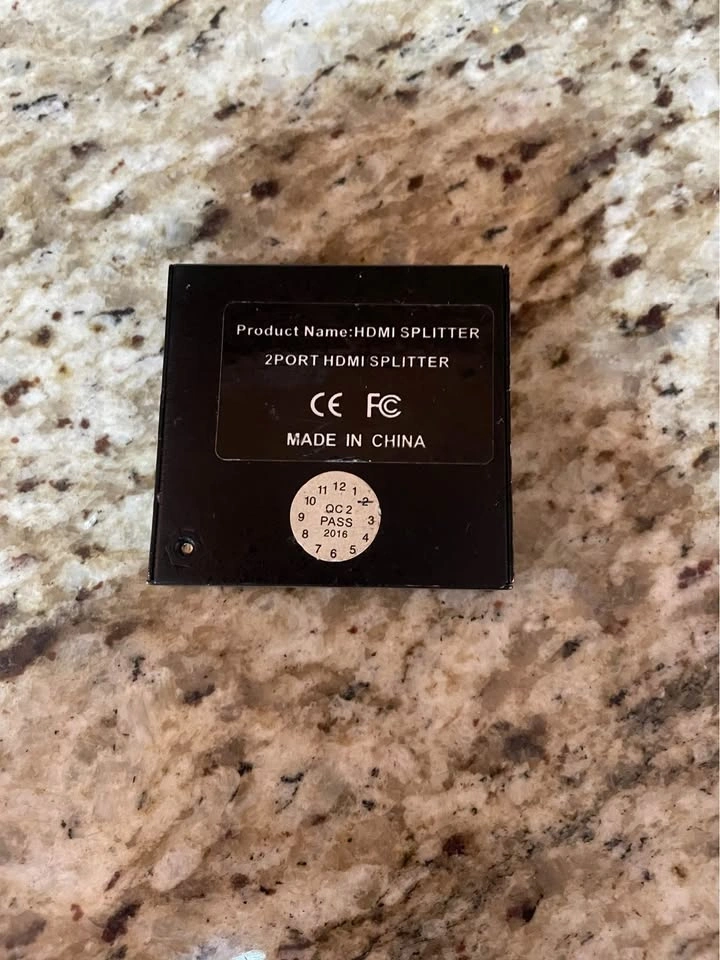 Product Name:HDMI SPLITTER
2PORT HDMI SPLITTER
CE FC
MADE IN CHINA
11 12 1
10 2
QC 2
9 PASS 3
2016
8 4
7 6 5